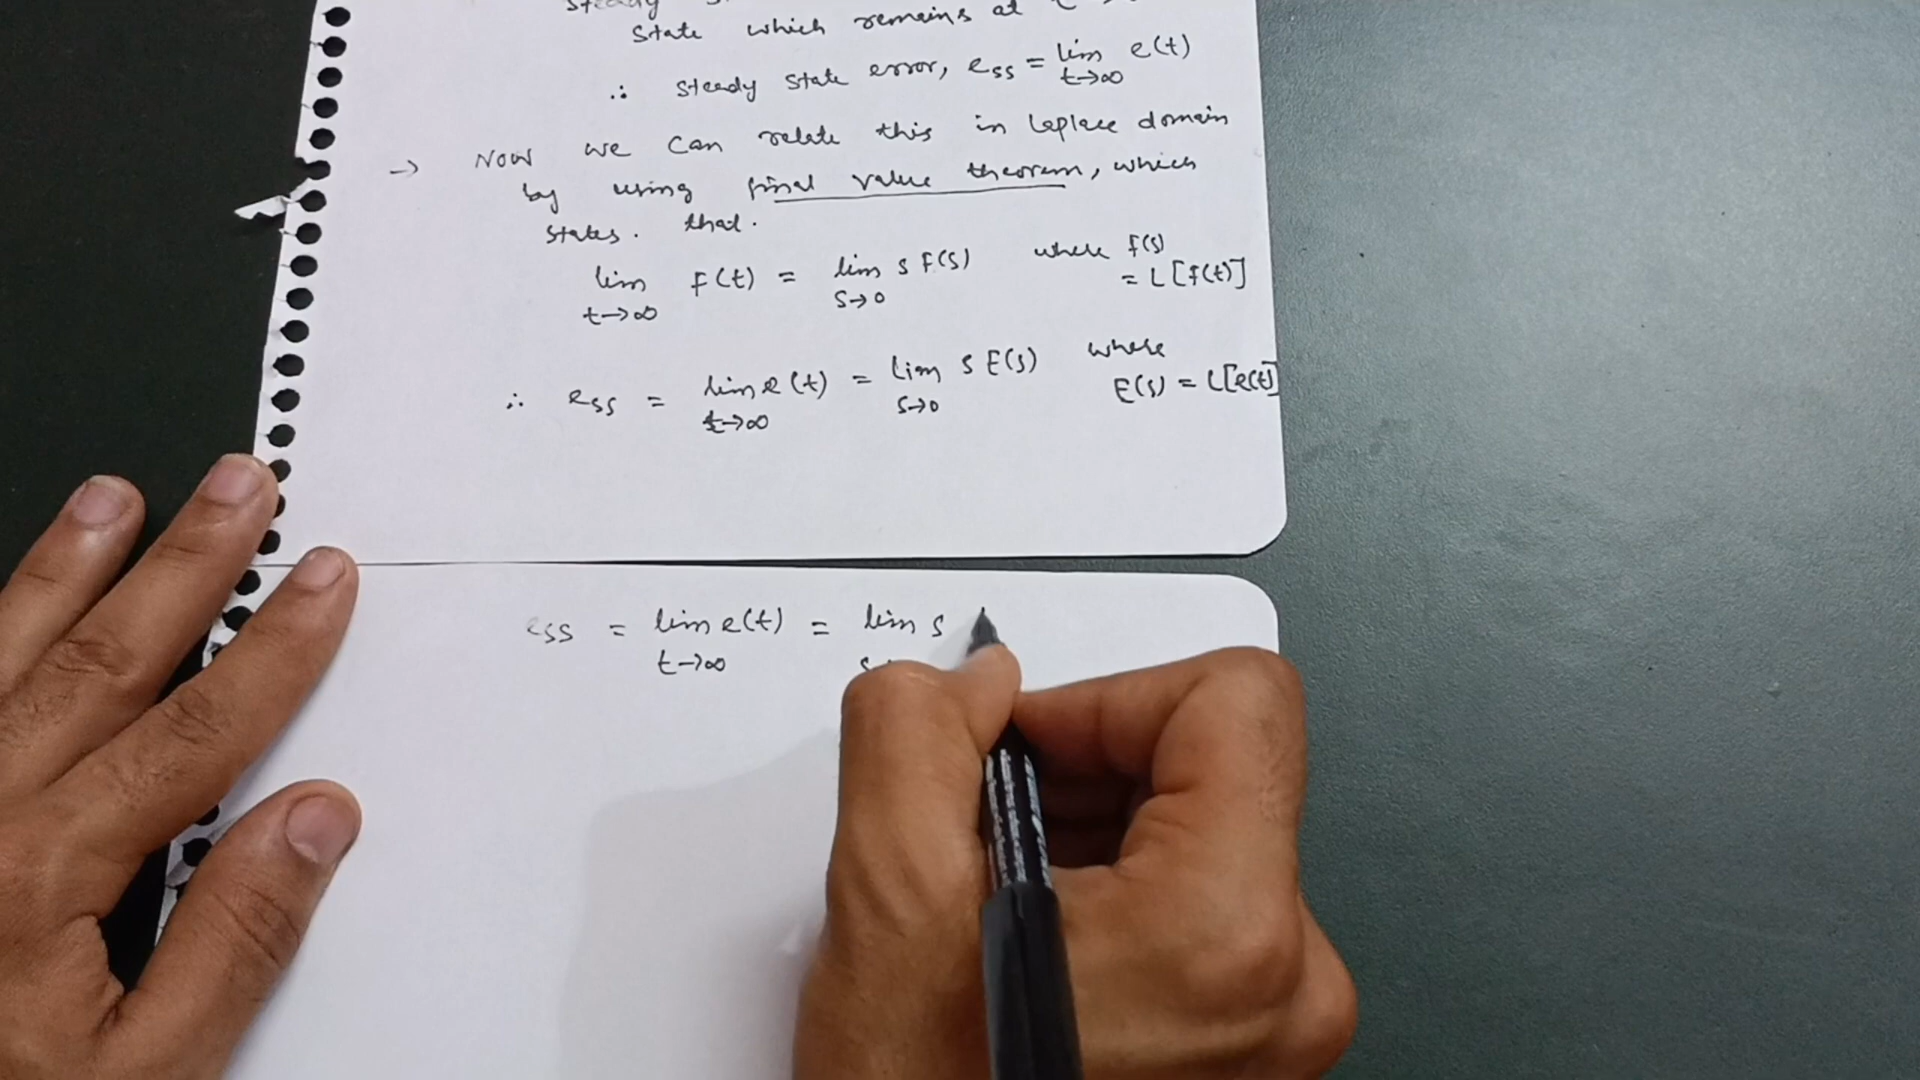 Steady
state which remains at t
∴ steady state error, ess = lim e(t)
t→∞
→ Now we can relate this in Laplace domain
by using final value theorem, which
states. that.
lim F(t) = lim s F(s) where f(s)
t→∞ s→0 = L[f(t)]
∴ ess = lim e(t) = lim s E(s) where
t→∞ s→0 E(s) = L[e(t)]
ess = lim e(t) = lim s
t→∞ s